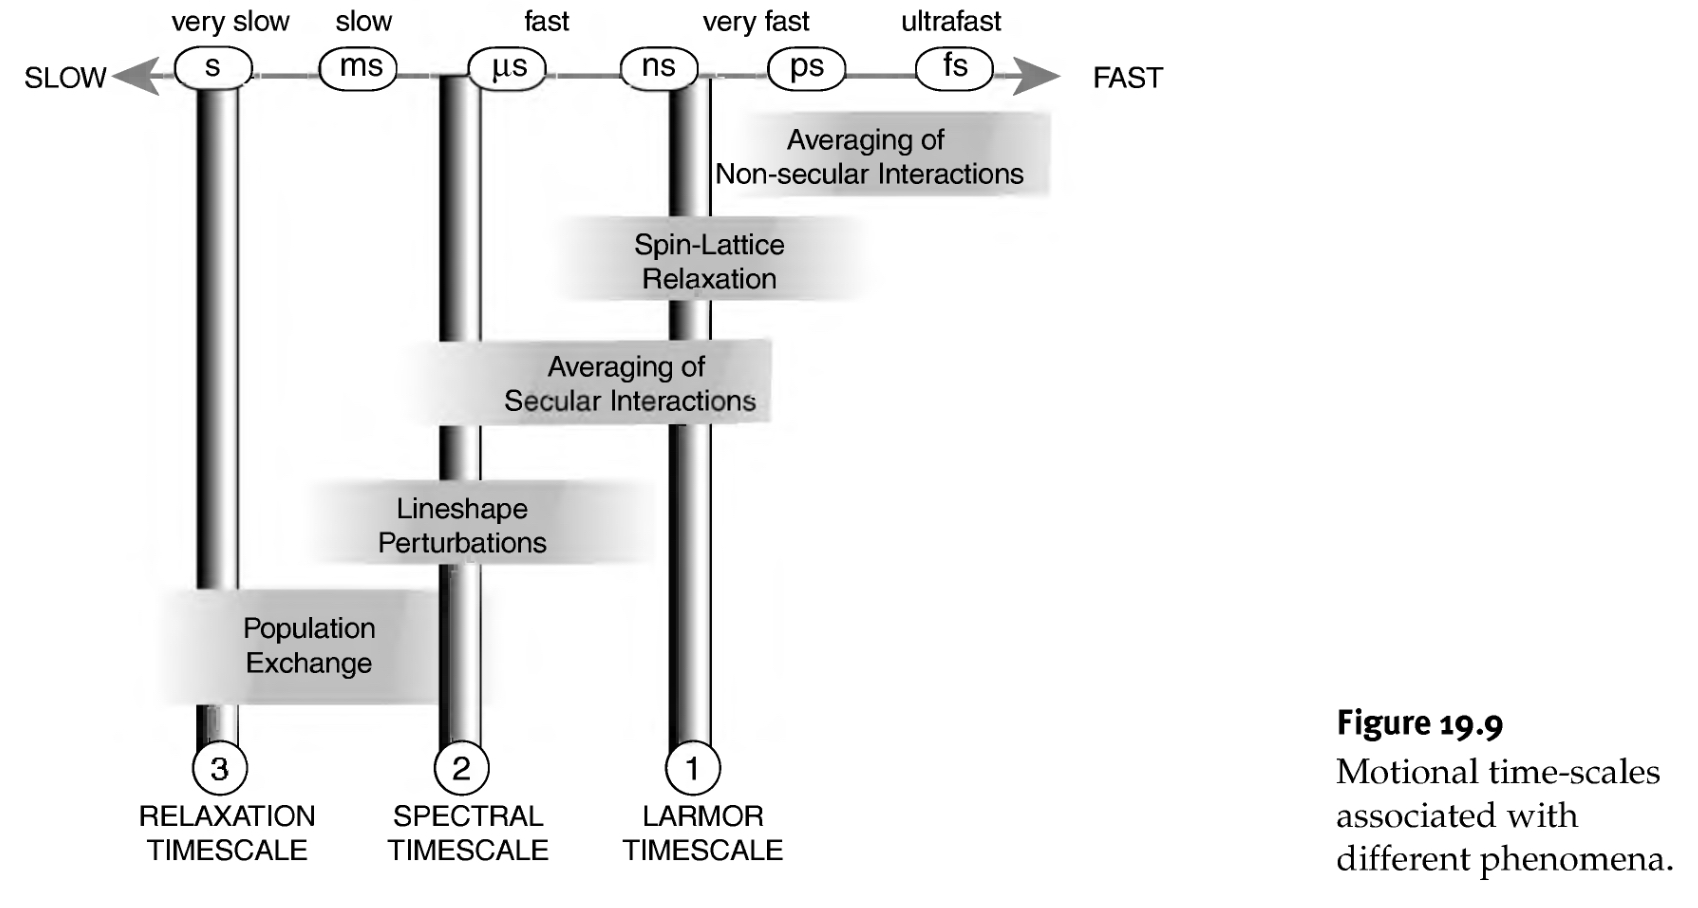 very slow slow fast very fast ultrafast
SLOW s ms μs ns ps fs FAST
Averaging of
Non-secular Interactions
Spin-Lattice
Relaxation
Averaging of
Secular Interactions
Lineshape
Perturbations
Population
Exchange
3 2 1
RELAXATION SPECTRAL LARMOR
TIMESCALE TIMESCALE TIMESCALE
Figure 19.9
Motional time-scales
associated with
different phenomena.